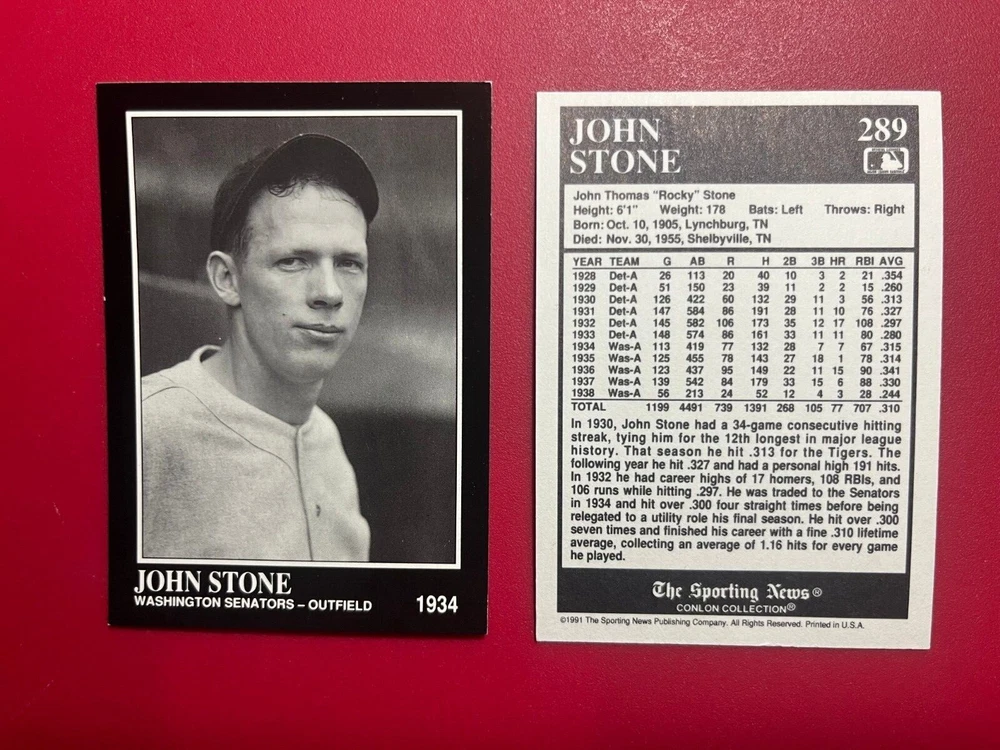 JOHN STONE
WASHINGTON SENATORS – OUTFIELD 1934
JOHN
STONE
289
John Thomas "Rocky" Stone
Height: 6'1" Weight: 178 Bats: Left Throws: Right
Born: Oct. 10, 1905, Lynchburg, TN
Died: Nov. 30, 1955, Shelbyville, TN
YEAR TEAM G AB R H 2B 3B HR RBI AVG
1928 Det-A 26 113 20 40 10 3 2 21 .354
1929 Det-A 51 150 23 39 11 2 2 15 .260
1930 Det-A 126 422 60 132 29 11 3 56 .313
1931 Det-A 147 584 86 191 28 11 10 76 .327
1932 Det-A 145 582 106 173 35 12 17 108 .297
1933 Det-A 148 574 86 161 33 11 11 80 .280
1934 Was-A 113 419 77 132 28 7 7 67 .315
1935 Was-A 125 455 78 143 27 18 1 78 .314
1936 Was-A 123 437 95 149 22 11 15 90 .341
1937 Was-A 139 542 84 179 33 15 6 88 .330
1938 Was-A 56 213 24 52 12 4 3 28 .244
TOTAL 1199 4491 739 1391 268 105 77 707 .310
In 1930, John Stone had a 34-game consecutive hitting
streak, tying him for the 12th longest in major league
history. That season he hit .313 for the Tigers. The
following year he hit .327 and had a personal high 191 hits.
In 1932 he had career highs of 17 homers, 108 RBIs, and
106 runs while hitting .297. He was traded to the Senators
in 1934 and hit over .300 four straight times before being
relegated to a utility role his final season. He hit over .300
seven times and finished his career with a fine .310 lifetime
average, collecting an average of 1.16 hits for every game
he played.
The Sporting News®
CONLON COLLECTION®
©1991 The Sporting News Publishing Company. All Rights Reserved. Printed in U.S.A.